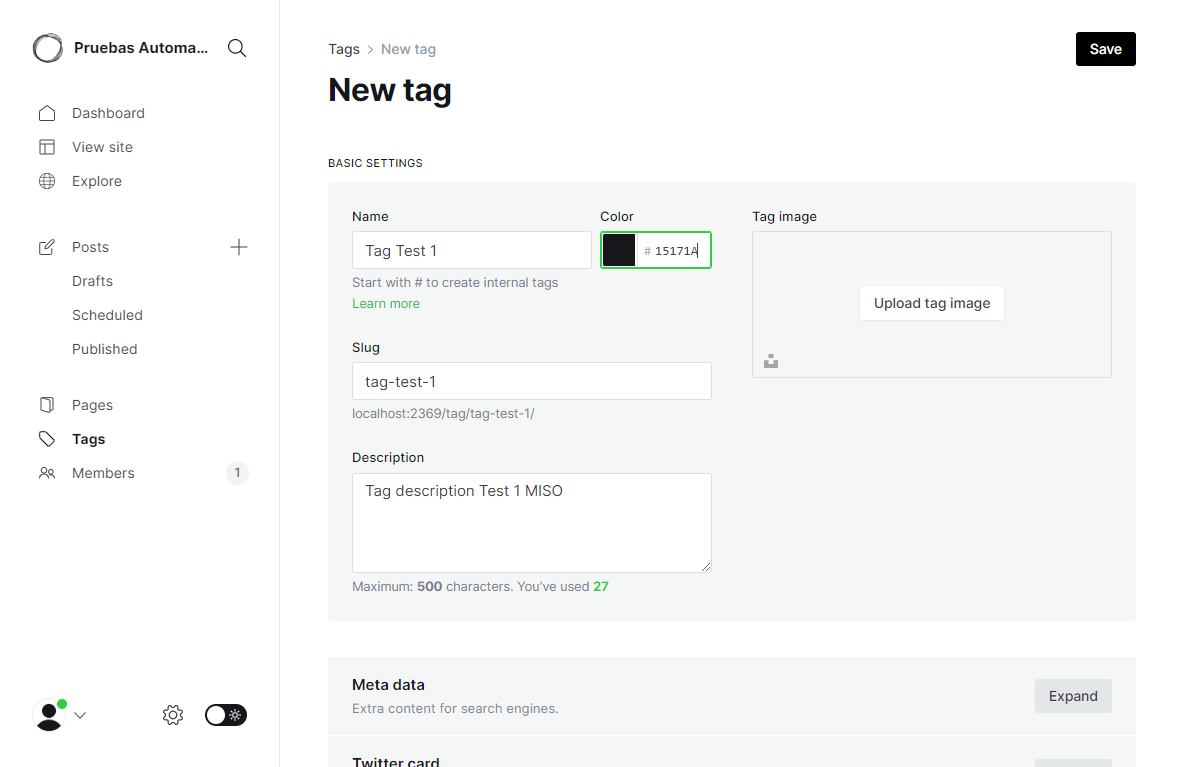 Pruebas Automa...
Dashboard
View site
Explore
Posts
Drafts
Scheduled
Published
Pages
Tags
Members 1
Tags > New tag
Save
New tag
BASIC SETTINGS
Name
Tag Test 1
Start with # to create internal tags
Learn more
Color
# 15171A
Tag image
Upload tag image
Slug
tag-test-1
localhost:2369/tag/tag-test-1/
Description
Tag description Test 1 MISO
Maximum: 500 characters. You’ve used 27
Meta data
Extra content for search engines.
Expand
Twitter card